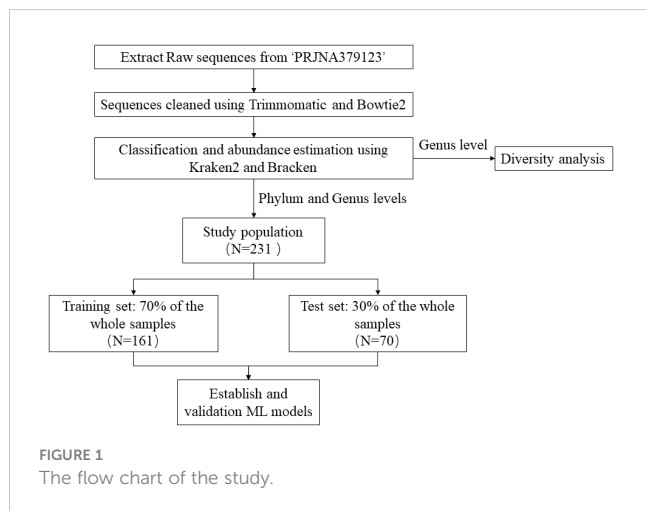 Extract Raw sequences from ‘PRJNA379123’
Sequences cleaned using Trimmomatic and Bowtie2
Classification and abundance estimation using
Kraken2 and Bracken
Genus level
Diversity analysis
Phylum and Genus levels
Study population
(N=231 )
Training set: 70% of the
whole samples
(N=161)
Test set: 30% of the whole
samples
(N=70)
Establish and
validation ML models
FIGURE 1
The flow chart of the study.